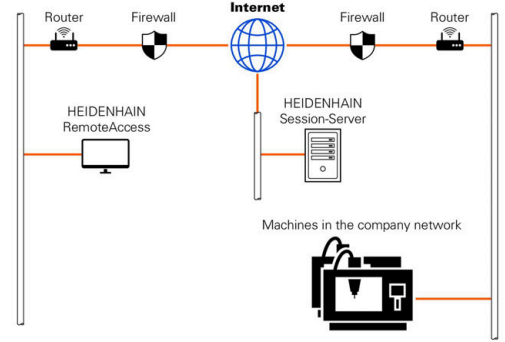 Internet
Router
Firewall
Firewall
Router
HEIDENHAIN
RemoteAccess
HEIDENHAIN
Session-Server
Machines in the company network